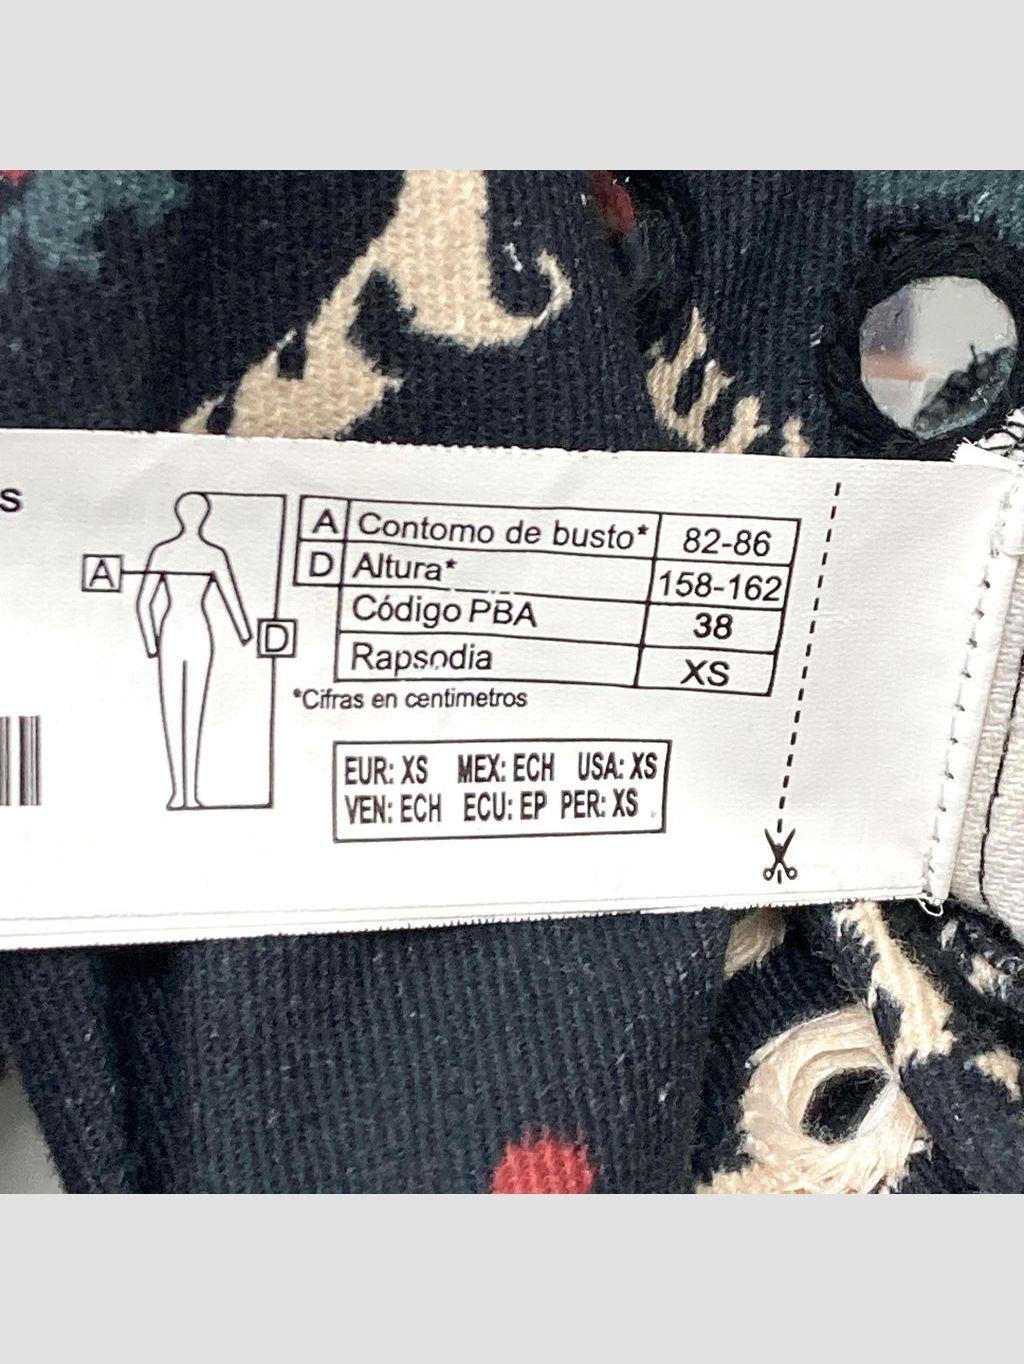 s
A Contomo de busto* 82-86
D Altura* 158-162
Código PBA 38
Rapsodia XS
*Cifras en centimetros
A
D
EUR: XS MEX: ECH USA: XS
VEN: ECH ECU: EP PER: XS